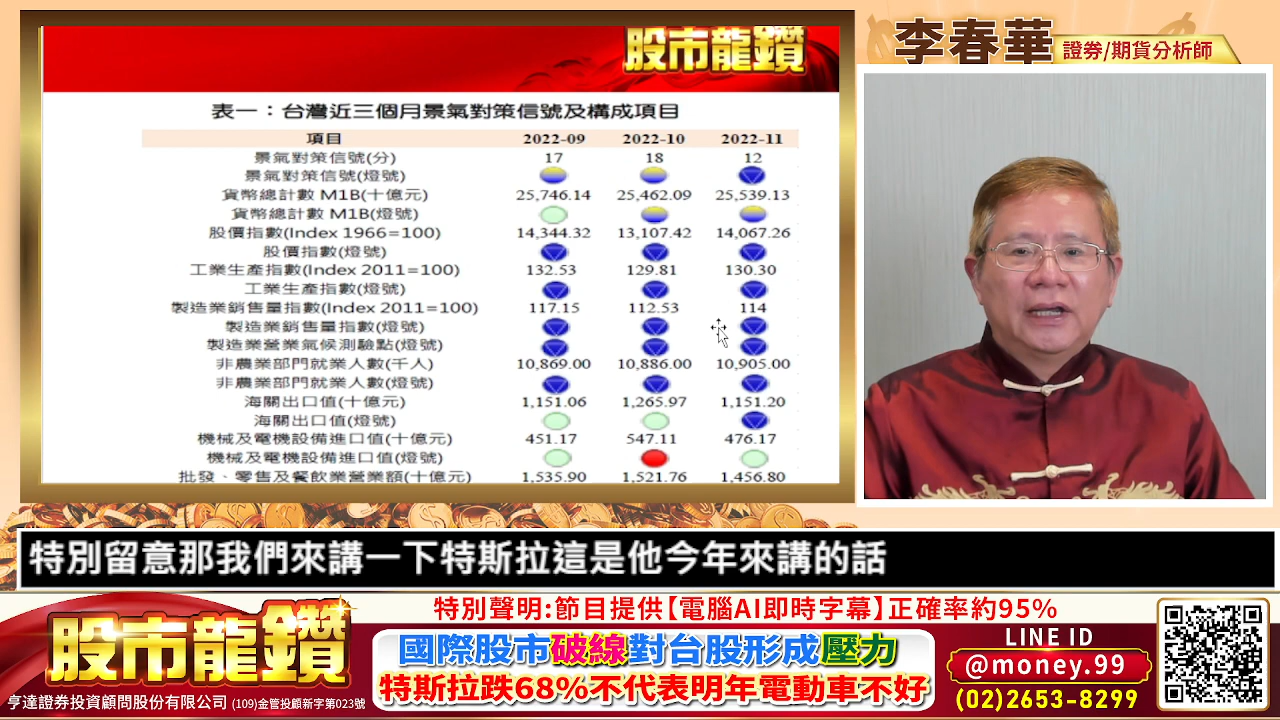 股市龍鑽
李春華 證券/期貨分析師
表一：台灣近三個月景氣對策信號及構成項目
項目 2022-09 2022-10 2022-11
景氣對策信號(分) 17 18 12
景氣對策信號(燈號)
貨幣總計數 M1B(十億元) 25,746.14 25,462.09 25,539.13
貨幣總計數 M1B(燈號)
股價指數(Index 1966=100) 14,344.32 13,107.42 14,067.26
股價指數(燈號)
工業生產指數(Index 2011=100) 132.53 129.81 130.30
工業生產指數(燈號)
製造業銷售量指數(Index 2011=100) 117.15 112.53 114
製造業銷售量指數(燈號)
製造業營業氣候測驗點(燈號)
非農業部門就業人數(千人) 10,869.00 10,886.00 10,905.00
非農業部門就業人數(燈號)
海關出口值(十億元) 1,151.06 1,265.97 1,151.20
海關出口值(燈號)
機械及電機設備進口值(十億元) 451.17 547.11 476.17
機械及電機設備進口值(燈號)
批發、零售及餐飲業營業額(十億元) 1,535.90 1,521.76 1,456.80
特別留意那我們來講一下特斯拉這是他今年來講的話
特別聲明:節目提供【電腦AI即時字幕】正確率約95%
股市龍鑽
亨達證券投資顧問股份有限公司 (109)金管投顧新字第023號
國際股市破線對台股形成壓力
特斯拉跌68%不代表明年電動車不好
LINE ID
@money.99
(02)2653-8299